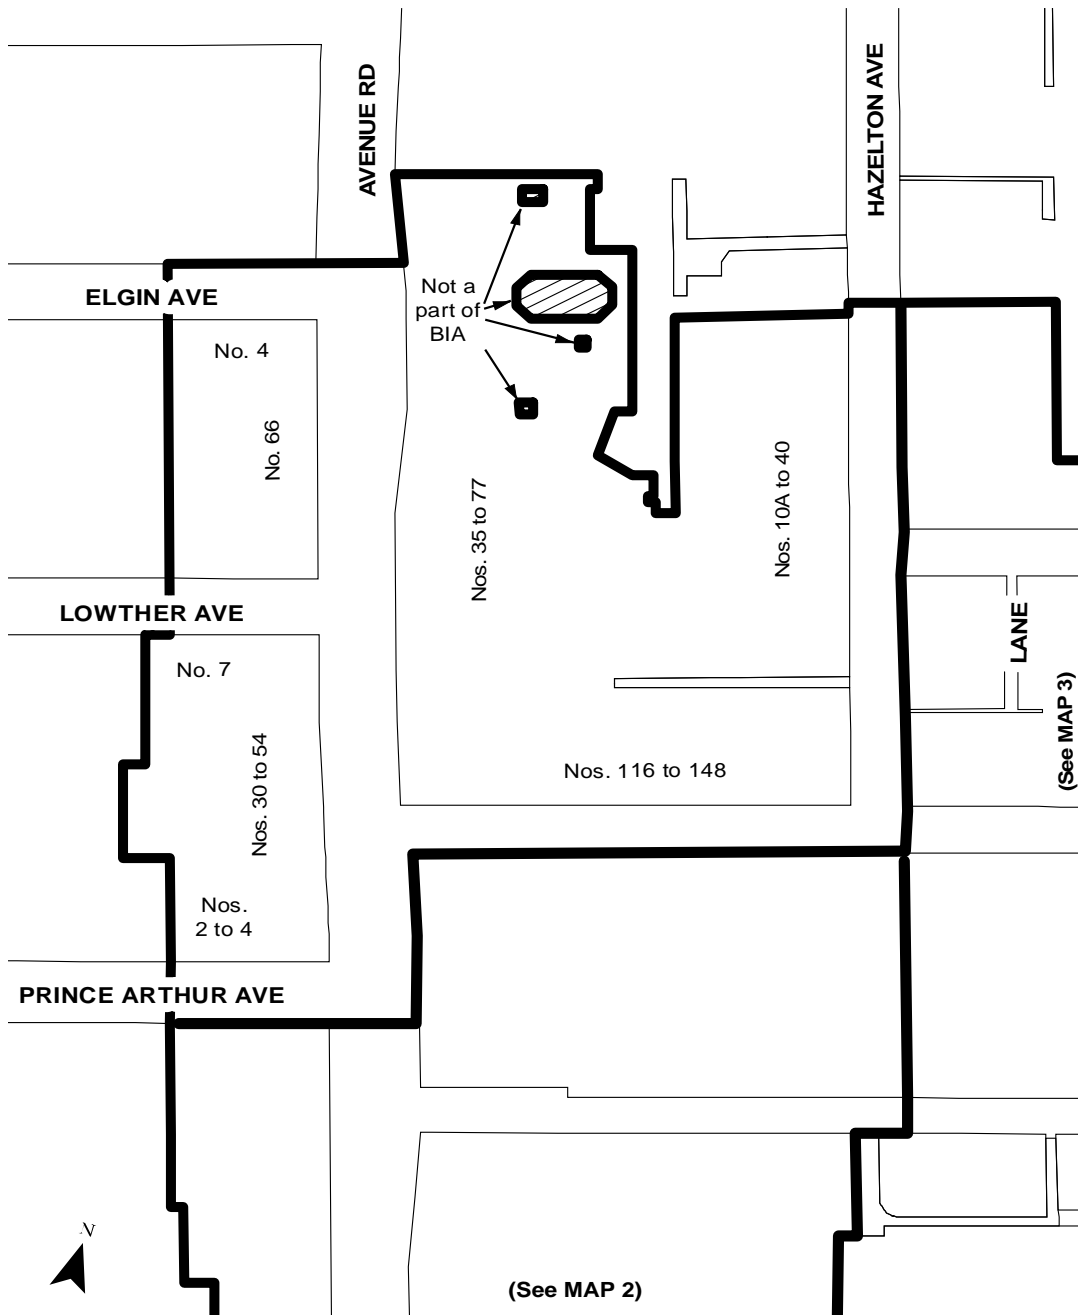 AVENUE RD
HAZELTON AVE
ELGIN AVE
Not a
part of
BIA
No. 4
No. 66
Nos. 35 to 77
Nos. 10A to 40
LOWTHER AVE
LANE
No. 7
(See MAP 3)
Nos. 30 to 54
Nos. 116 to 148
Nos.
2 to 4
PRINCE ARTHUR AVE
N
(See MAP 2)